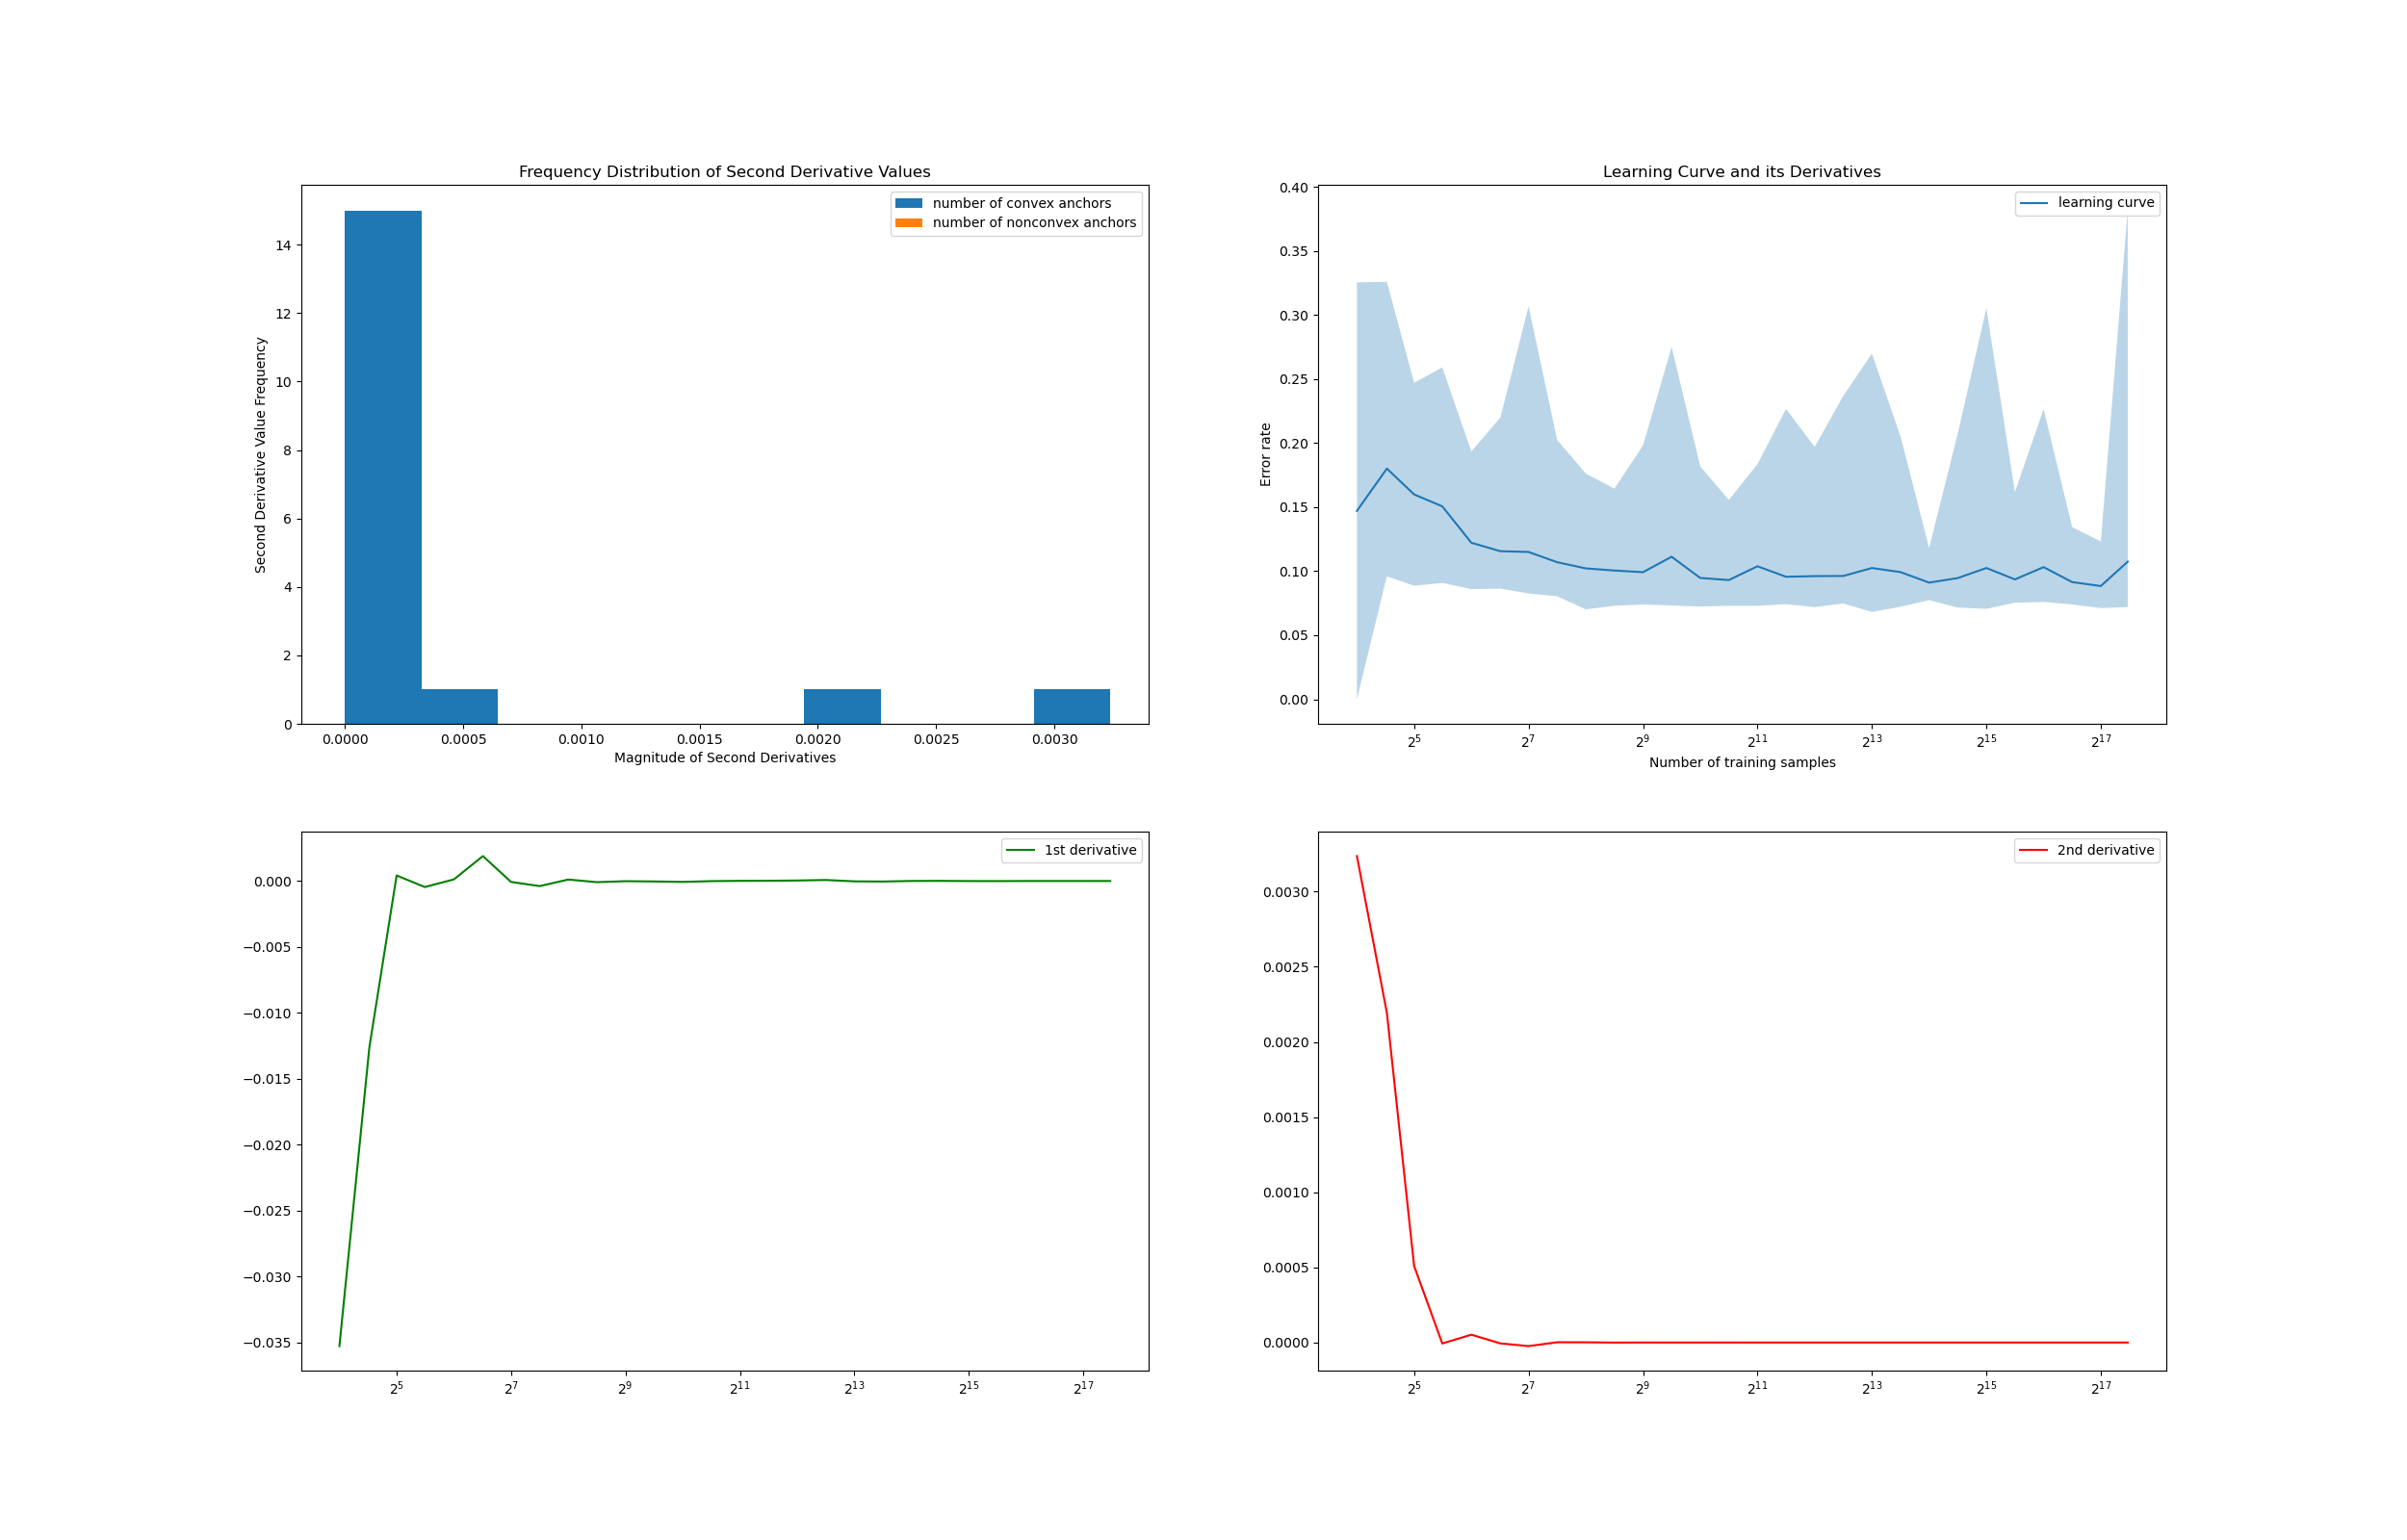 Frequency Distribution of Second Derivative Values
number of convex anchors
number of nonconvex anchors
Second Derivative Value Frequency
14
12
10
8
6
4
2
0
0.0000 0.0005 0.0010 0.0015 0.0020 0.0025 0.0030
Magnitude of Second Derivatives
Learning Curve and its Derivatives
learning curve
Error rate
0.40
0.35
0.30
0.25
0.20
0.15
0.10
0.05
0.00
2^5 2^7 2^9 2^11 2^13 2^15 2^17
Number of training samples
1st derivative
0.000
−0.005
−0.010
−0.015
−0.020
−0.025
−0.030
−0.035
2^5 2^7 2^9 2^11 2^13 2^15 2^17
2nd derivative
0.0030
0.0025
0.0020
0.0015
0.0010
0.0005
0.0000
2^5 2^7 2^9 2^11 2^13 2^15 2^17